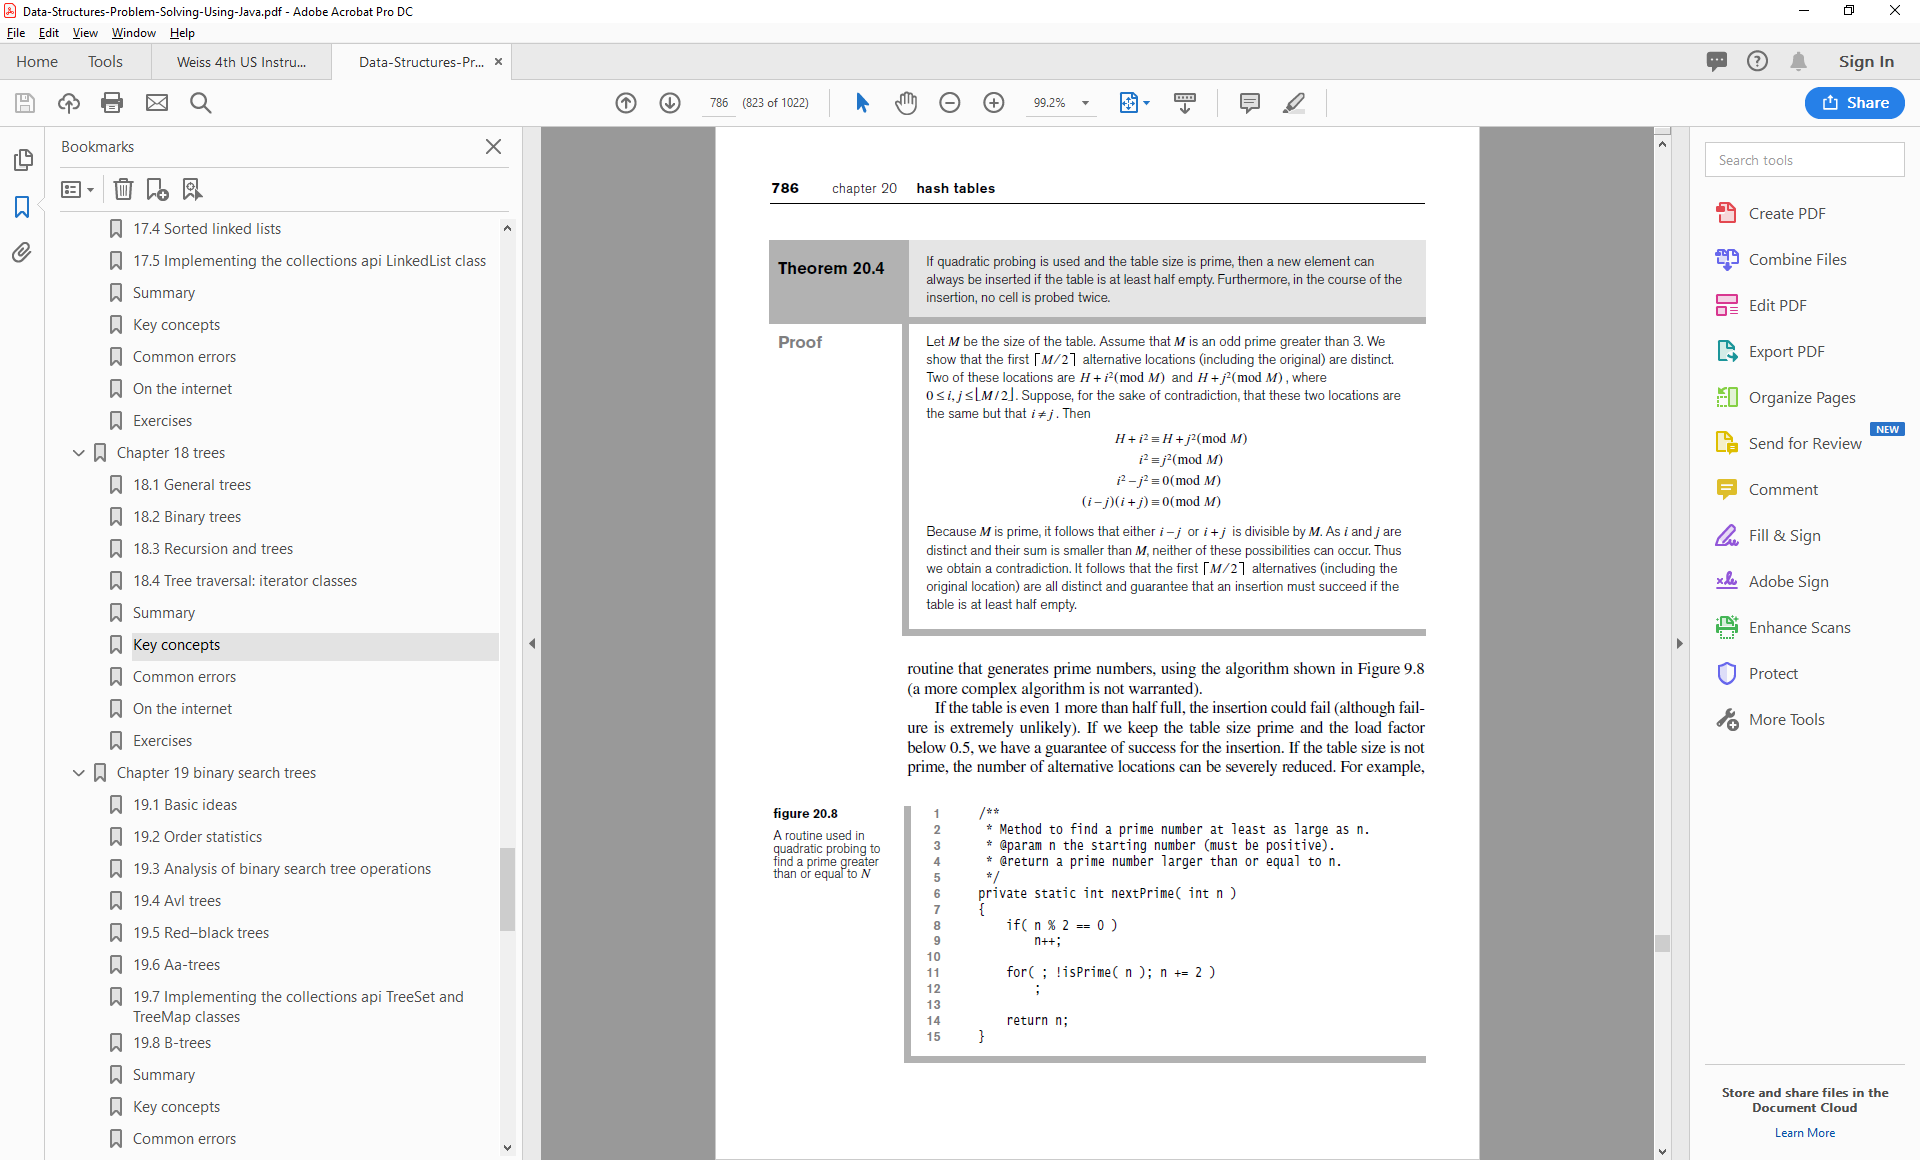 Data-Structures-Problem-Solving-Using-Java.pdf - Adobe Acrobat Pro DC
File Edit View Window Help
Home Tools Weiss 4th US Instru... Data-Structures-Pr... ×
Sign In
786 (823 of 1022) 99.2%
Share
Bookmarks
17.4 Sorted linked lists
17.5 Implementing the collections api LinkedList class
Summary
Key concepts
Common errors
On the internet
Exercises
Chapter 18 trees
18.1 General trees
18.2 Binary trees
18.3 Recursion and trees
18.4 Tree traversal: iterator classes
Summary
Key concepts
Common errors
On the internet
Exercises
Chapter 19 binary search trees
19.1 Basic ideas
19.2 Order statistics
19.3 Analysis of binary search tree operations
19.4 Avl trees
19.5 Red–black trees
19.6 Aa-trees
19.7 Implementing the collections api TreeSet and
TreeMap classes
19.8 B-trees
Summary
Key concepts
Common errors
786 chapter 20 hash tables
Theorem 20.4
If quadratic probing is used and the table size is prime, then a new element can
always be inserted if the table is at least half empty. Furthermore, in the course of the
insertion, no cell is probed twice.
Proof
Let M be the size of the table. Assume that M is an odd prime greater than 3. We
show that the first ⌈M/2⌉ alternative locations (including the original) are distinct.
Two of these locations are H + i²(mod M) and H + j²(mod M), where
0 ≤ i, j ≤ ⌊M/2⌋. Suppose, for the sake of contradiction, that these two locations are
the same but that i ≠ j. Then
H + i² ≡ H + j²(mod M)
i² ≡ j²(mod M)
i² – j² ≡ 0(mod M)
(i – j)(i + j) ≡ 0(mod M)
Because M is prime, it follows that either i – j or i + j is divisible by M. As i and j are
distinct and their sum is smaller than M, neither of these possibilities can occur. Thus
we obtain a contradiction. It follows that the first ⌈M/2⌉ alternatives (including the
original location) are all distinct and guarantee that an insertion must succeed if the
table is at least half empty.
routine that generates prime numbers, using the algorithm shown in Figure 9.8
(a more complex algorithm is not warranted).
If the table is even 1 more than half full, the insertion could fail (although fail-
ure is extremely unlikely). If we keep the table size prime and the load factor
below 0.5, we have a guarantee of success for the insertion. If the table size is not
prime, the number of alternative locations can be severely reduced. For example,
figure 20.8
A routine used in
quadratic probing to
find a prime greater
than or equal to N
1 /**
2 * Method to find a prime number at least as large as n.
3 * @param n the starting number (must be positive).
4 * @return a prime number larger than or equal to n.
5 */
6 private static int nextPrime( int n )
7 {
8 if( n % 2 == 0 )
9 n++;
10
11 for( ; !isPrime( n ); n += 2 )
12 ;
13
14 return n;
15 }
Search tools
Create PDF
Combine Files
Edit PDF
Export PDF
Organize Pages
NEW
Send for Review
Comment
Fill & Sign
Adobe Sign
Enhance Scans
Protect
More Tools
Store and share files in the
Document Cloud
Learn More